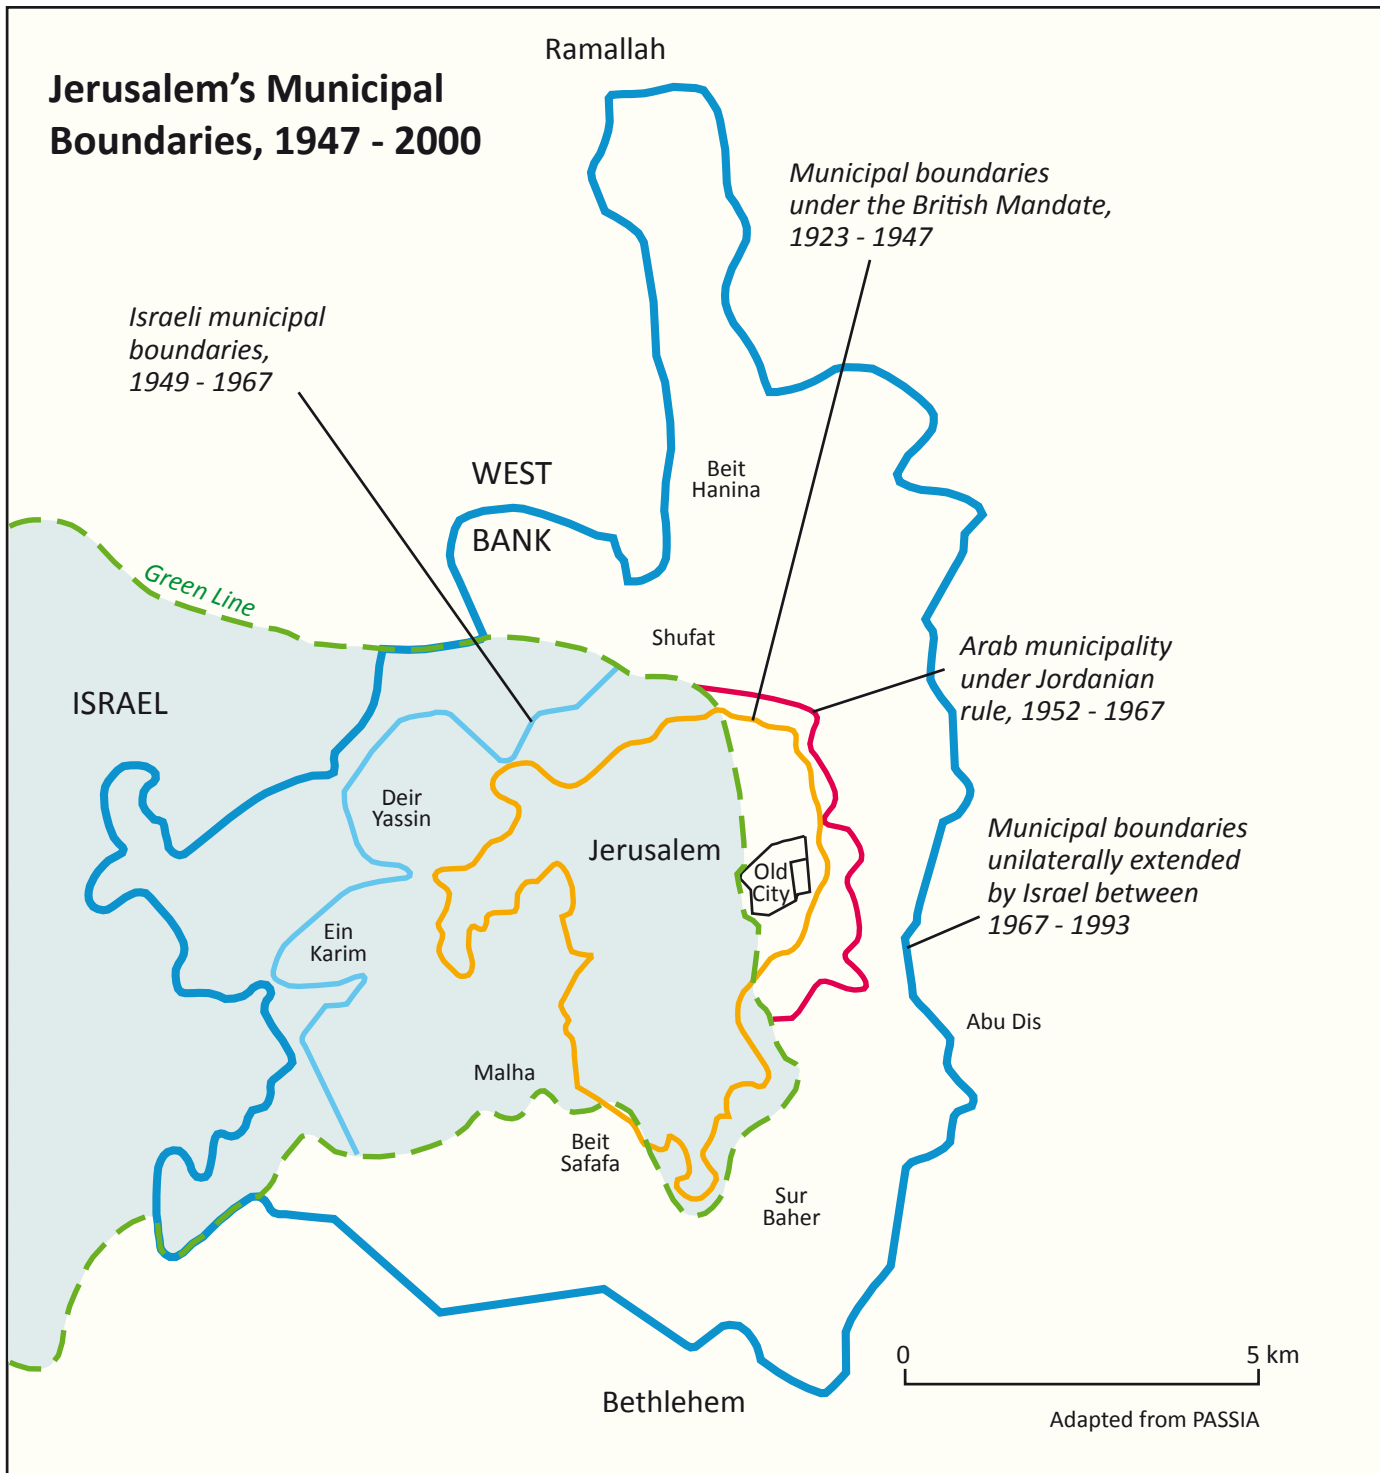 Jerusalem’s Municipal
Boundaries, 1947 - 2000
Ramallah
Municipal boundaries
under the British Mandate,
1923 - 1947
Israeli municipal
boundaries,
1949 - 1967
WEST
BANK
Beit
Hanina
Green Line
Shufat
Arab municipality
under Jordanian
rule, 1952 - 1967
ISRAEL
Deir
Yassin
Jerusalem
Old
City
Municipal boundaries
unilaterally extended
by Israel between
1967 - 1993
Ein
Karim
Abu Dis
Malha
Beit
Safafa
Sur
Baher
Bethlehem
0 5 km
Adapted from PASSIA